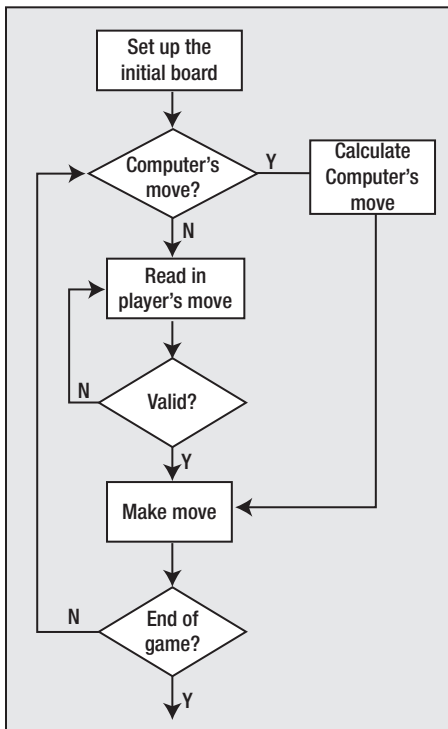 Set up the
initial board
Computer's
move?
Y
Calculate
Computer's
move
N
Read in
player's move
N
Valid?
Y
Make move
N
End of
game?
Y